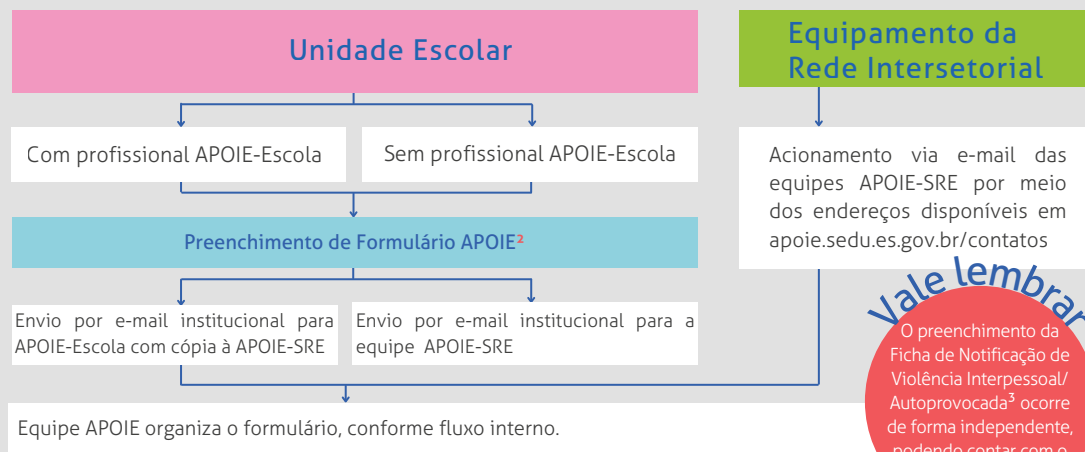 Unidade Escolar
Equipamento da
Rede Intersetorial
Com profissional APOIE-Escola
Sem profissional APOIE-Escola
Acionamento via e-mail das
equipes APOIE-SRE por meio
dos endereços disponíveis em
apoie.sedu.es.gov.br/contatos
Preenchimento de Formulário APOIE²
Envio por e-mail institucional para
APOIE-Escola com cópia à APOIE-SRE
Envio por e-mail institucional para a
equipe APOIE-SRE
Vale lembrar
O preenchimento da
Ficha de Notificação de
Violência Interpessoal/
Autoprovocada³ ocorre
de forma independente,
podendo contar com o
Equipe APOIE organiza o formulário, conforme fluxo interno.